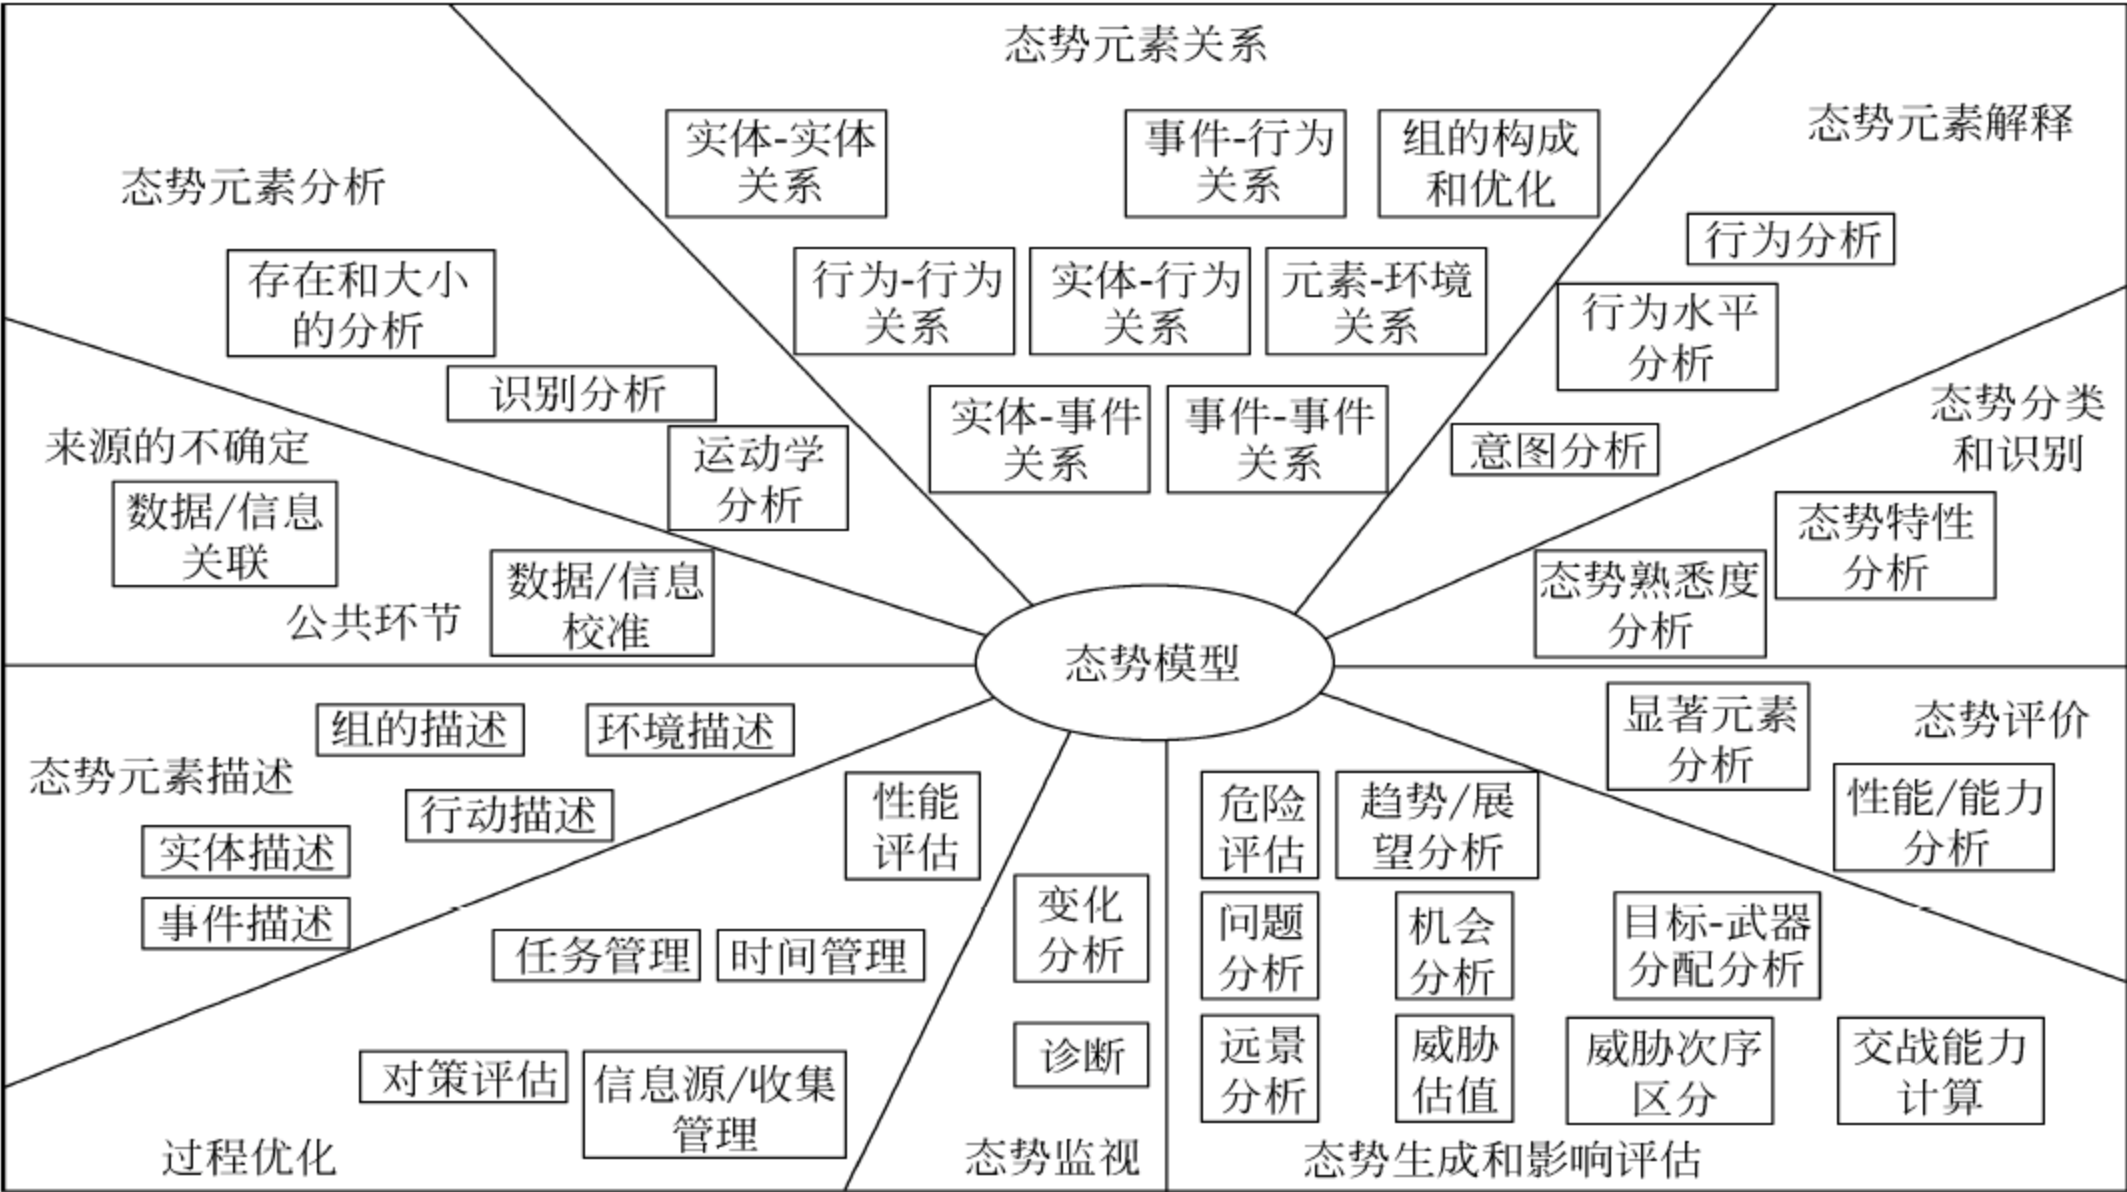 态势元素关系
实体-实体
关系
事件-行为
关系
组的构成
和优化
行为-行为
关系
实体-行为
关系
元素-环境
关系
实体-事件
关系
事件-事件
关系
态势元素解释
行为分析
行为水平
分析
意图分析
态势元素分析
存在和大小
的分析
识别分析
运动学
分析
来源的不确定
数据/信息
关联
公共环节
数据/信息
校准
态势分类
和识别
态势特性
分析
态势熟悉度
分析
态势模型
组的描述
环境描述
态势元素描述
行动描述
实体描述
事件描述
显著元素
分析
态势评价
性能/能力
分析
性能
评估
任务管理
时间管理
对策评估
信息源/收集
管理
过程优化
变化
分析
诊断
态势监视
危险
评估
趋势/展
望分析
问题
分析
机会
分析
目标-武器
分配分析
远景
分析
威胁
估值
威胁次序
区分
交战能力
计算
态势生成和影响评估